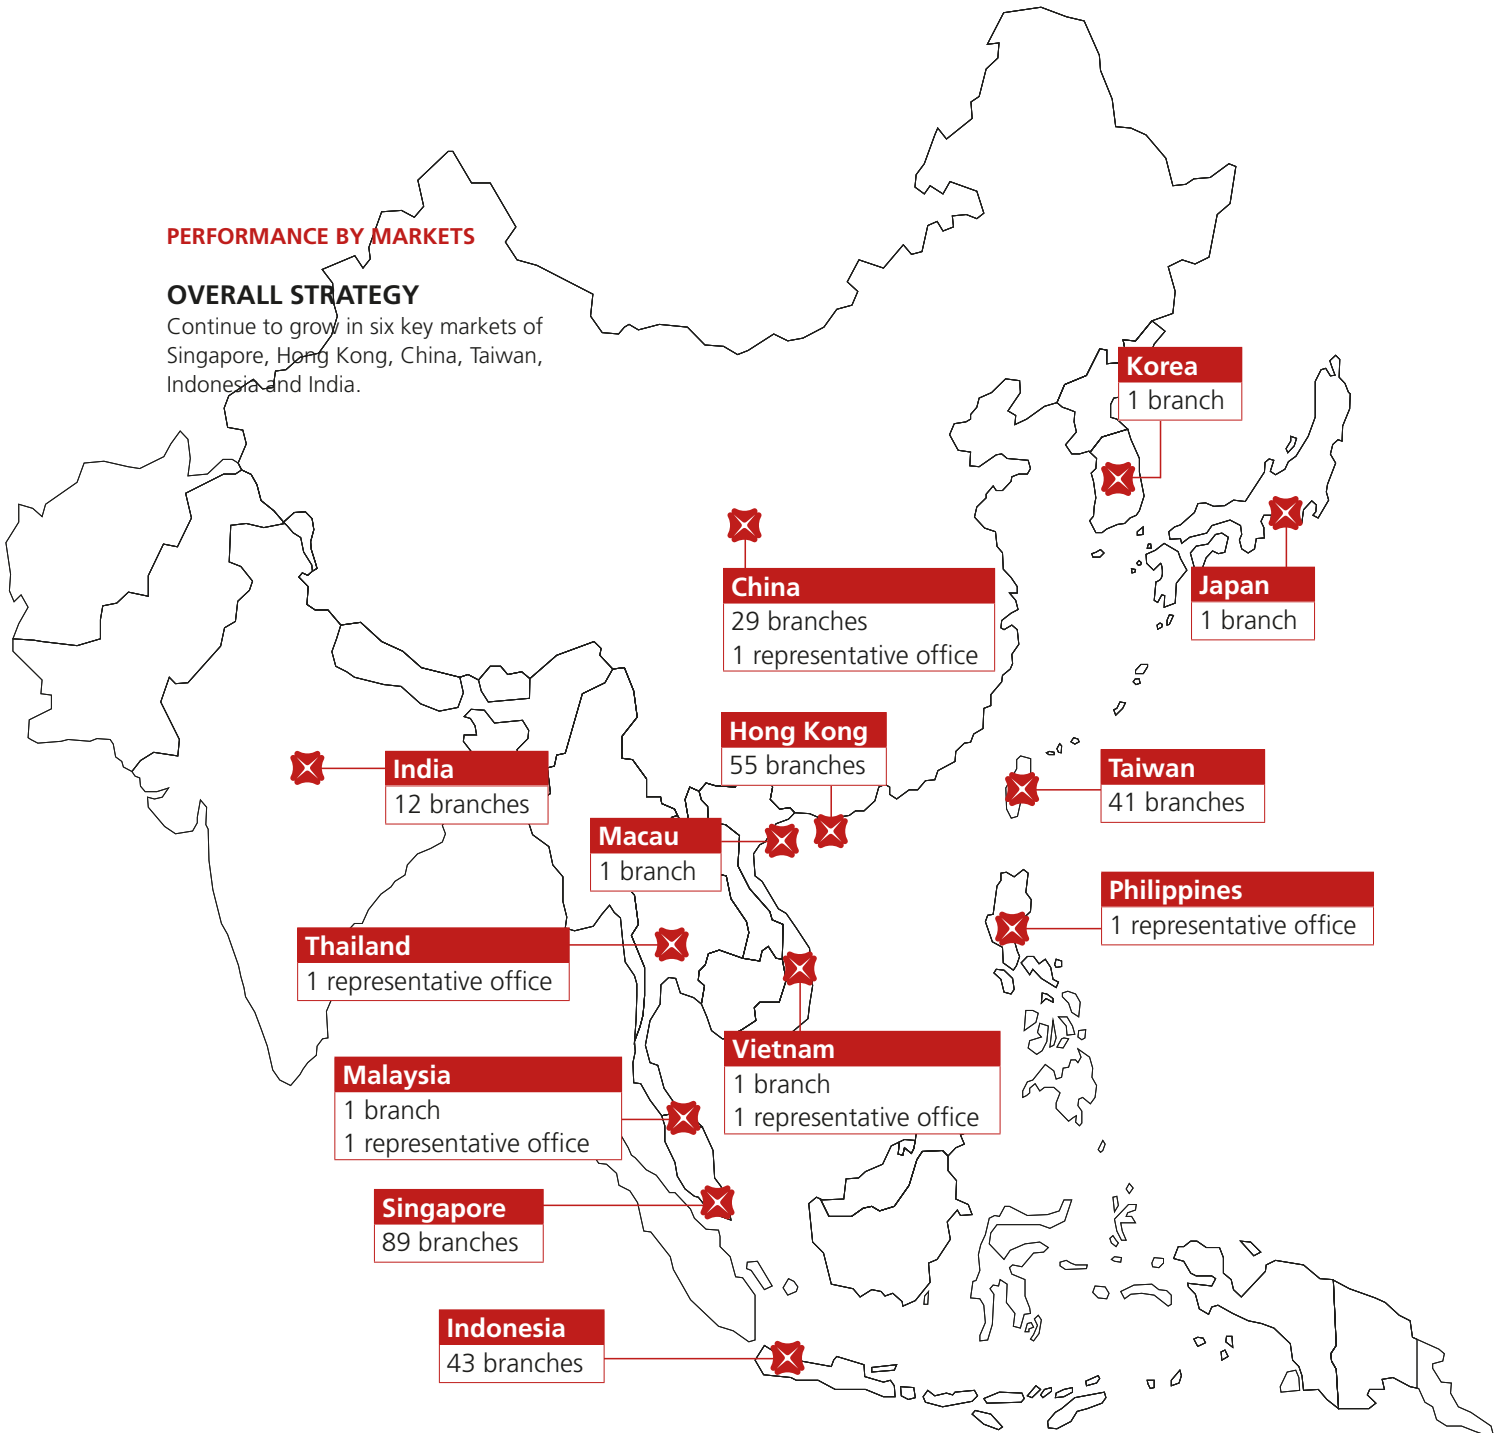 PERFORMANCE BY MARKETS
OVERALL STRATEGY
Continue to grow in six key markets of
Singapore, Hong Kong, China, Taiwan,
Indonesia and India.
Korea
1 branch
Japan
1 branch
China
29 branches
1 representative office
Hong Kong
55 branches
India
12 branches
Taiwan
41 branches
Macau
1 branch
Philippines
1 representative office
Thailand
1 representative office
Vietnam
1 branch
1 representative office
Malaysia
1 branch
1 representative office
Singapore
89 branches
Indonesia
43 branches